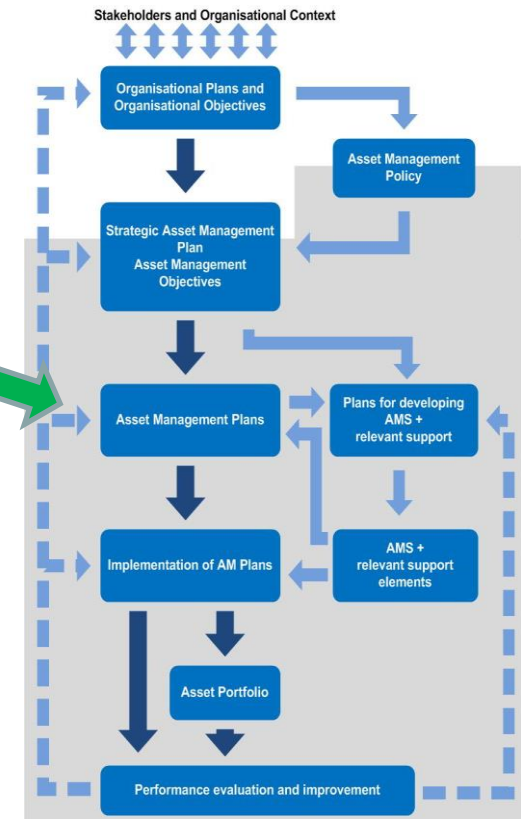 Stakeholders and Organisational Context
Organisational Plans and
Organisational Objectives
Asset Management
Policy
Strategic Asset Management
Plan
Asset Management
Objectives
Asset Management Plans
Plans for developing
AMS +
relevant support
Implementation of AM Plans
AMS +
relevant support
elements
Asset Portfolio
Performance evaluation and improvement